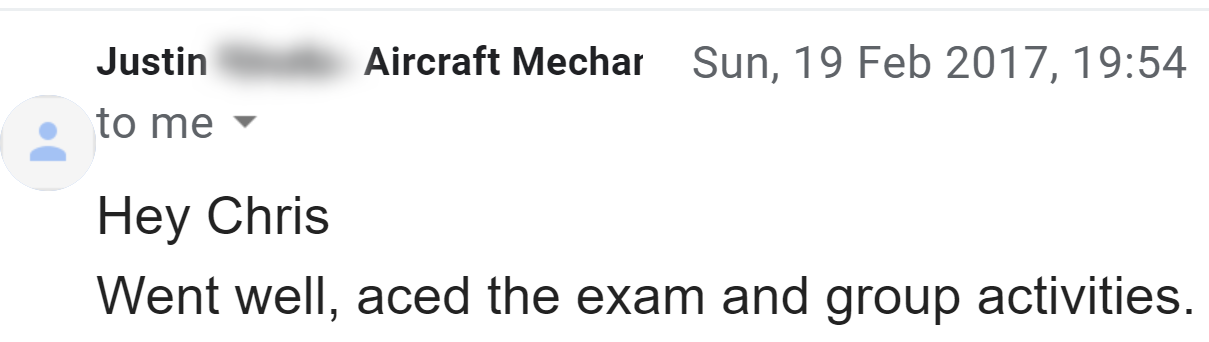 Justin Aircraft Mechar Sun, 19 Feb 2017, 19:54
to me
Hey Chris
Went well, aced the exam and group activities.